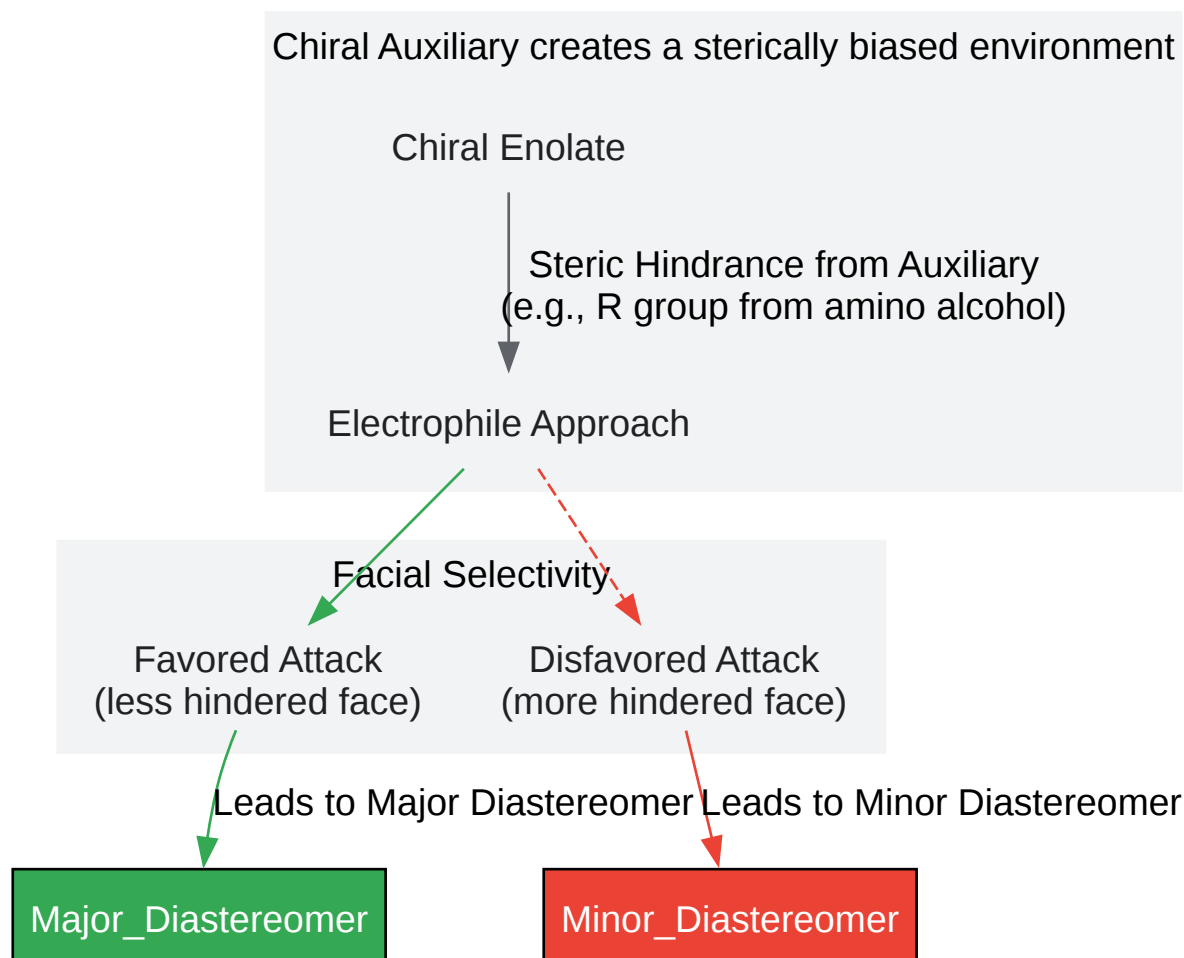 Chiral Auxiliary creates a sterically biased environment
Chiral Enolate
Steric Hindrance from Auxiliary
(e.g., R group from amino alcohol)
Electrophile Approach
Facial Selectivity
Favored Attack
(less hindered face)
Disfavored Attack
(more hindered face)
Leads to Major Diastereomer
Leads to Minor Diastereomer
Major_Diastereomer
Minor_Diastereomer